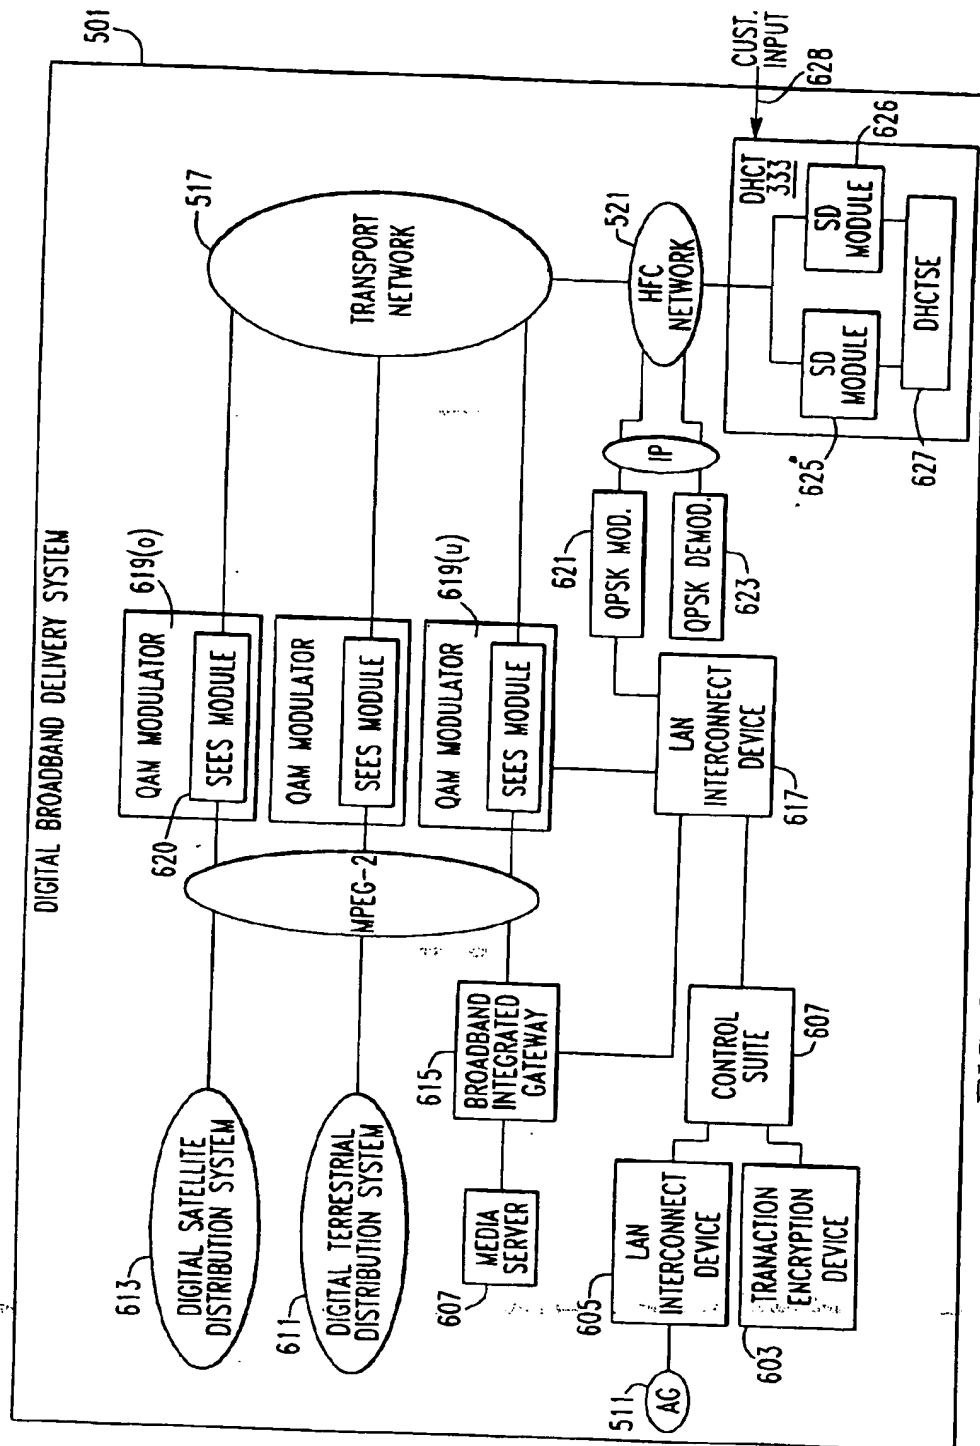 DIGITAL BROADBAND DELIVERY SYSTEM
501
613
DIGITAL SATELLITE
DISTRIBUTION SYSTEM
611
DIGITAL TERRESTRIAL
DISTRIBUTION SYSTEM
MPEG-2
620
QAM MODULATOR
SEES MODULE
619(o)
QAM MODULATOR
SEES MODULE
QAM MODULATOR
SEES MODULE
619(u)
TRANSPORT
NETWORK
517
607
MEDIA
SERVER
615
BROADBAND
INTEGRATED
GATEWAY
605
LAN
INTERCONNECT
DEVICE
511
AG
603
TRANACTION
ENCRYPTION
DEVICE
CONTROL
SUITE
607
LAN
INTERCONNECT
DEVICE
617
621
QPSK MOD.
QPSK DEMOD.
623
IP
HFC
NETWORK
521
DHCT
333
CUST.
INPUT
628
625
SD
MODULE
SD
MODULE
626
627
DHCTSE